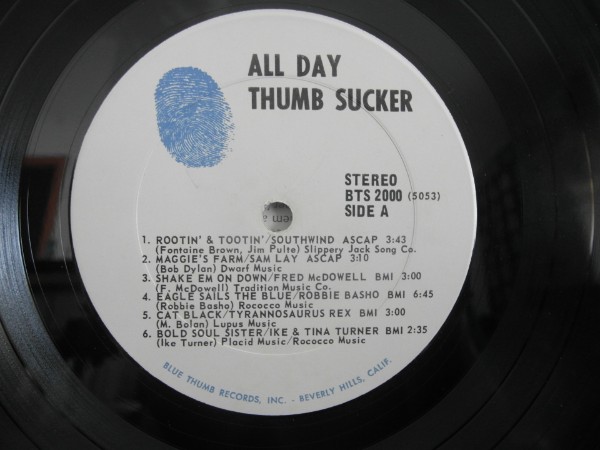 ALL DAY
THUMB SUCKER
STEREO
BTS 2000 (5053)
SIDE A
1. ROOTIN' & TOOTIN'/SOUTHWIND ASCAP 3:43
(Fontaine Brown, Jim Pulte) Slippery Jack Song Co.
2. MAGGIE'S FARM/SAM LAY ASCAP 3:10
(Bob Dylan) Dwarf Music
3. SHAKE EM ON DOWN/FRED McDOWELL BMI 3:00
(F. McDowell) Tradition Music Co.
4. EAGLE SAILS THE BLUE/ROBBIE BASHO BMI 6:45
(Robbie Basho) Rococco Music
5. CAT BLACK/TYRANNOSAURUS REX BMI 3:00
(M. Bolan) Lupus Music
6. BOLD SOUL SISTER/IKE & TINA TURNER BMI 2:35
(Ike Turner) Placid Music/Rococco Music
BLUE THUMB RECORDS, INC. - BEVERLY HILLS, CALIF.